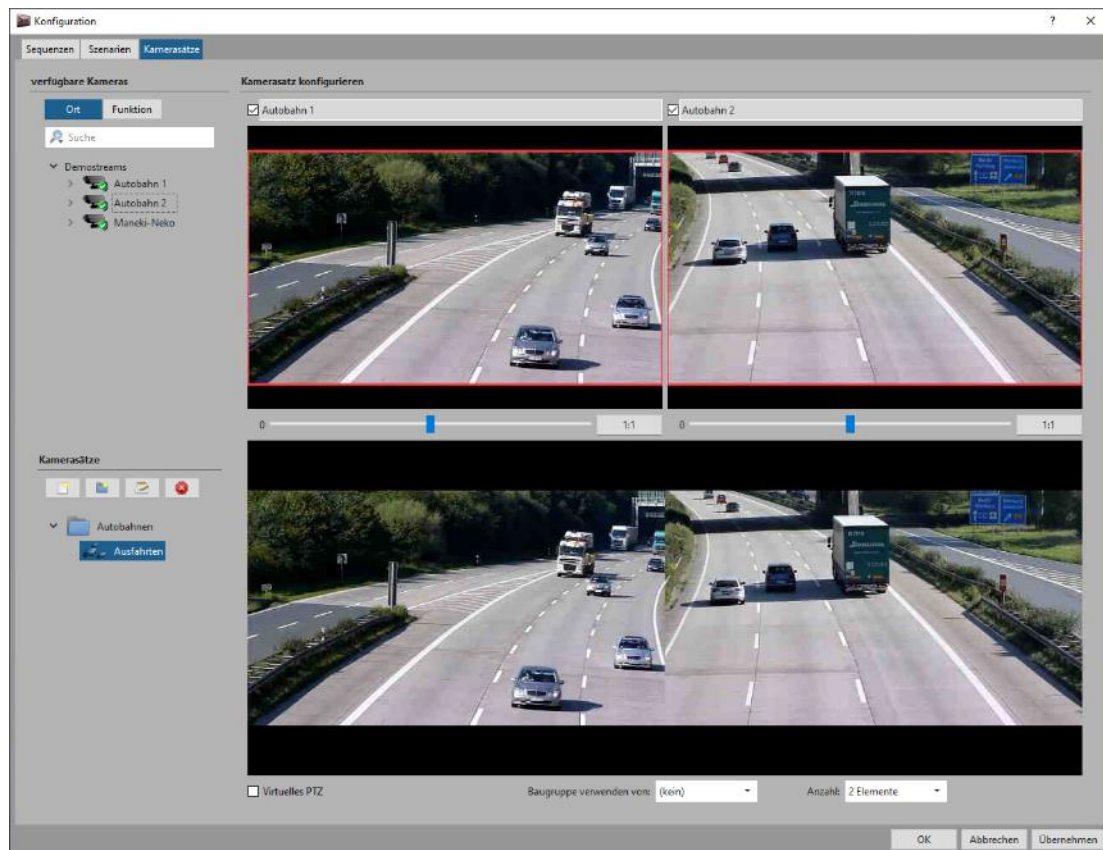 Konfiguration
? ×
Sequenzen Szenarien Kamerasätze
verfügbare Kameras
Ort Funktion
Suche
Demostreams
Autobahn 1
Autobahn 2
Maneki-Neko
Kamerasätze
Autobahnen
Ausfahrten
Kamerasatz konfigurieren
Autobahn 1
Autobahn 2
0 1:1
0 1:1
Virtuelles PTZ
Baugruppe verwenden von: (kein)
Anzahl: 2 Elemente
OK Abbrechen Übernehmen